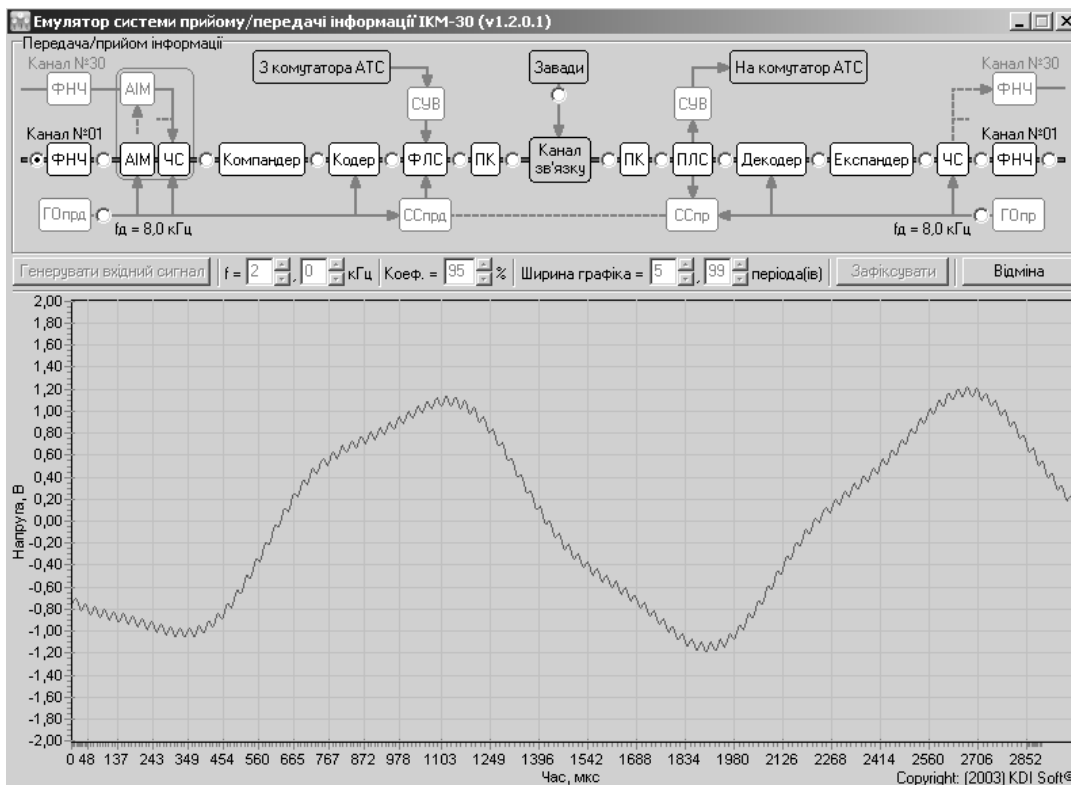 Емулятор системи прийому/передачі інформації ІКМ-30 (v1.2.0.1)
Передача/прийом інформації
Канал №30
ФНЧ
АІМ
З комутатора АТС
Завади
На комутатор АТС
Канал №30
ФНЧ
СУВ
СУВ
Канал №01
ФНЧ
АІМ
ЧС
Компандер
Кодер
ФЛС
ПК
Канал зв'язку
ПК
ПЛС
Декодер
Експандер
ЧС
Канал №01
ФНЧ
ГОпрд
fд = 8,0 кГц
ССпрд
ССпр
fд = 8,0 кГц
ГОпр
Генерувати вхідний сигнал
f = 2 , 0 кГц
Коеф. = 95 %
Ширина графіка = 5 , 99 періода(ів)
Зафіксувати
Відміна
2,00
1,80
1,60
1,40
1,20
1,00
0,80
0,60
0,40
0,20
0,00
-0,20
-0,40
-0,60
-0,80
-1,00
-1,20
-1,40
-1,60
-1,80
-2,00
Напруга, В
0 48 137 243 349 454 560 665 767 872 978 1103 1249 1396 1542 1688 1834 1980 2126 2268 2414 2560 2706 2852
Час, мкс
Copyright: (2003) KDI Soft©